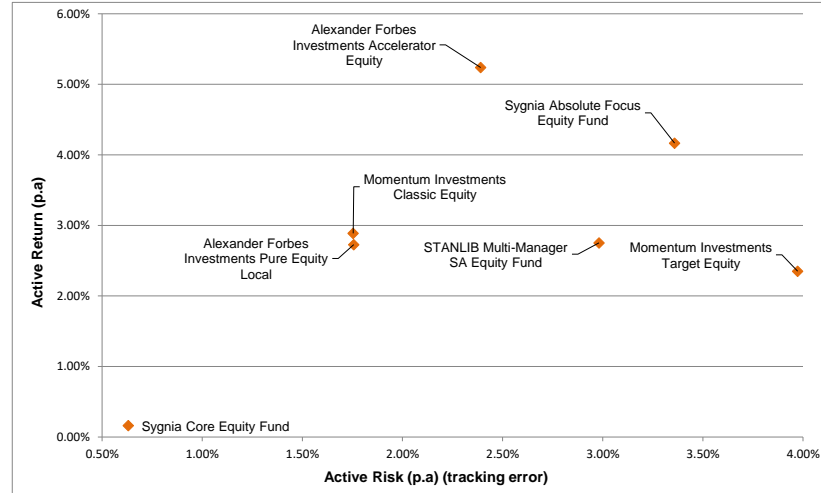 6.00%
5.00%
4.00%
3.00%
2.00%
1.00%
0.00%
Active Return (p.a)
Alexander Forbes
Investments Accelerator
Equity
Sygnia Absolute Focus
Equity Fund
Momentum Investments
Classic Equity
Alexander Forbes
Investments Pure Equity
Local
STANLIB Multi-Manager
SA Equity Fund
Momentum Investments
Target Equity
Sygnia Core Equity Fund
0.50%
1.00%
1.50%
2.00%
2.50%
3.00%
3.50%
4.00%
Active Risk (p.a) (tracking error)